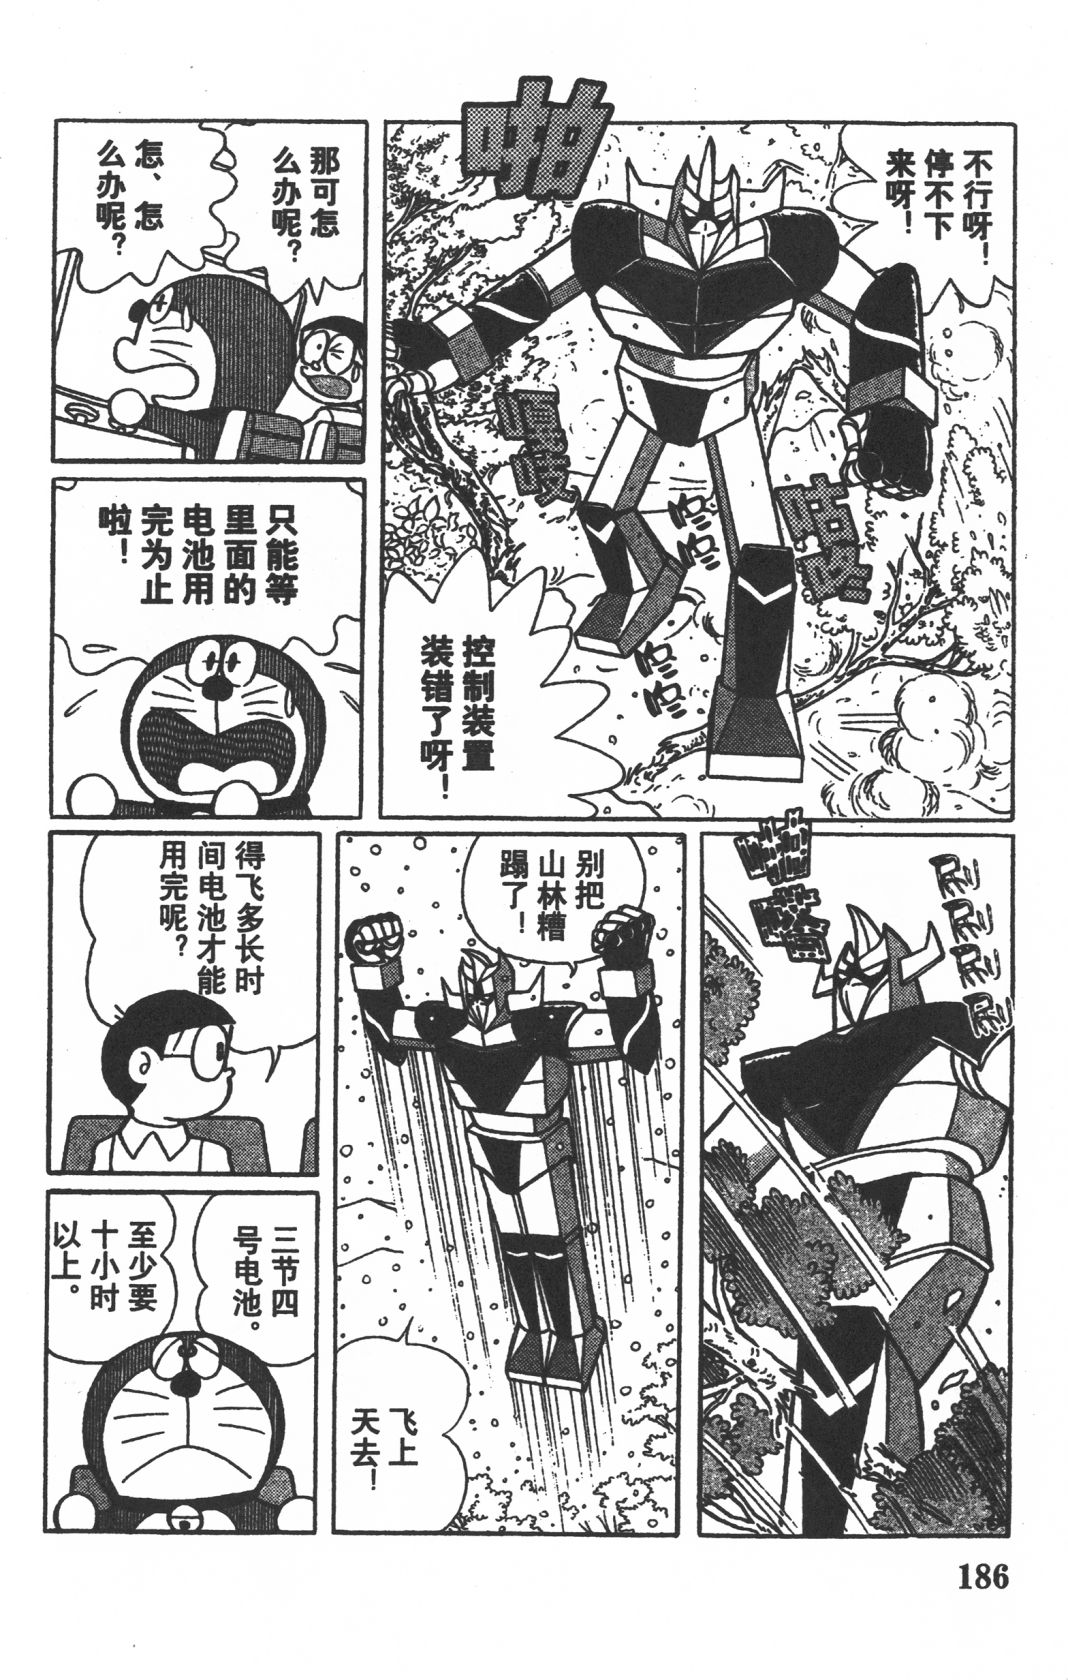 不行呀！
停不下
来呀！
啪
咕
咚
控制装置
装错了呀！
那可怎
么办呢？
怎、怎
么办呢？
只能等
里面的
电池用
完为止
啦！
别把
山林糟
蹋了！
飞上
天去！
得飞多长时
间电池才能
用完呢？
三节四
号电池。
至少要
十小时
以上。
186